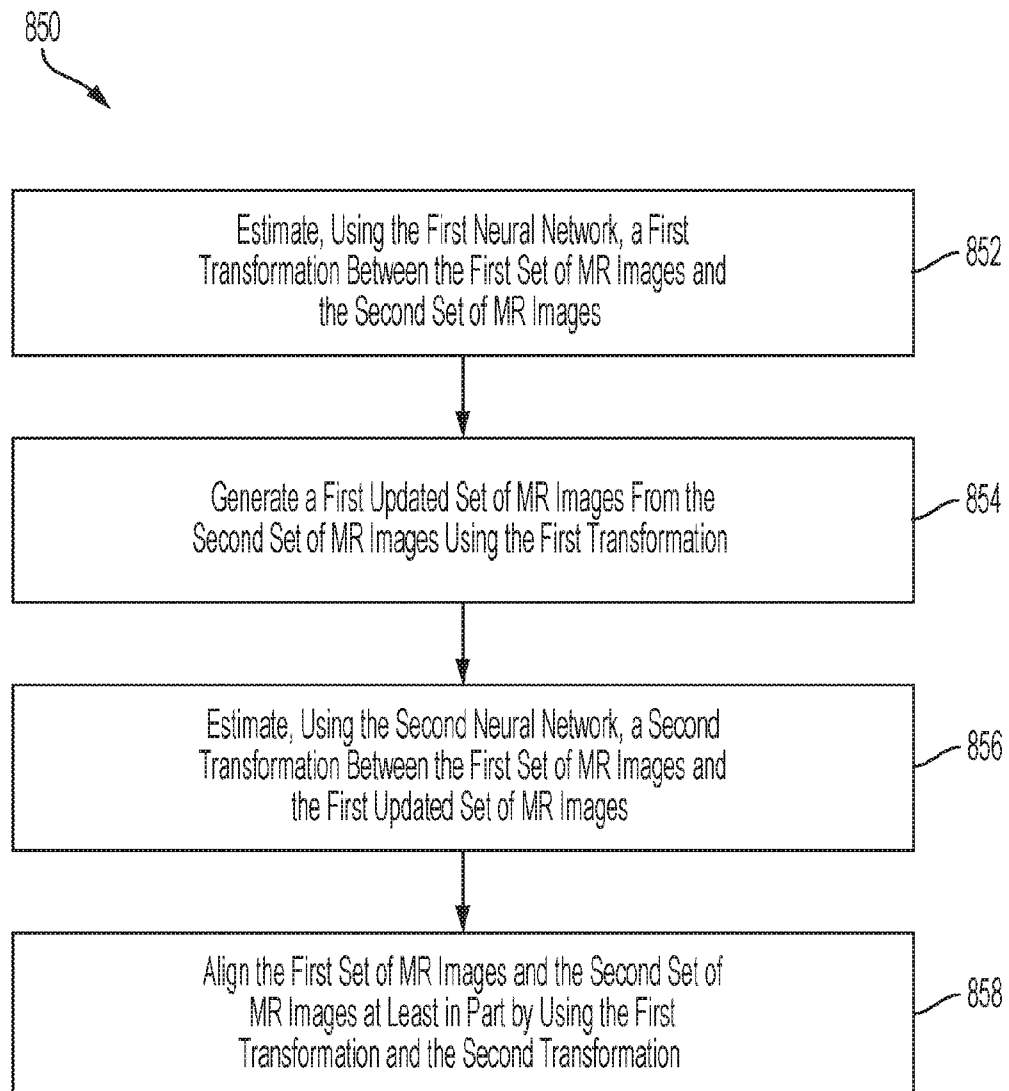 850
Estimate, Using the First Neural Network, a First
Transformation Between the First Set of MR Images and
the Second Set of MR Images
852
Generate a First Updated Set of MR Images From the
Second Set of MR Images Using the First Transformation
854
Estimate, Using the Second Neural Network, a Second
Transformation Between the First Set of MR Images and
the First Updated Set of MR Images
856
Align the First Set of MR Images and the Second Set of
MR Images at Least in Part by Using the First
Transformation and the Second Transformation
858